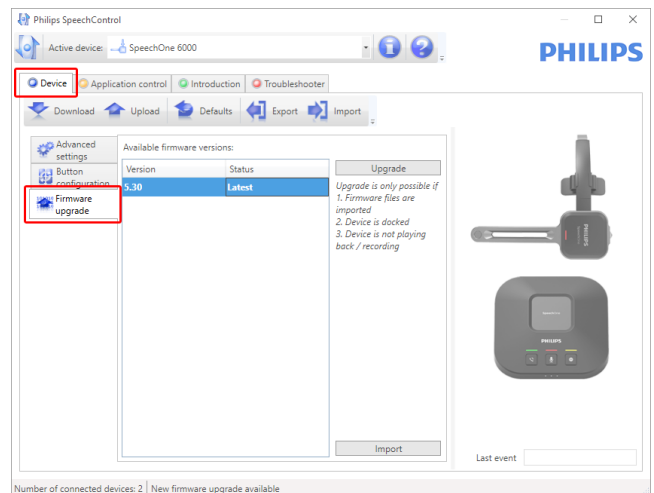 Philips SpeechControl
Active device: SpeechOne 6000
PHILIPS
Device Application control Introduction Troubleshooter
Download Upload Defaults Export Import
Advanced
settings
Button
configuration
Firmware
upgrade
Available firmware versions:
Version Status
5.30 Latest
Upgrade
Upgrade is only possible if
1. Firmware files are
imported
2. Device is docked
3. Device is not playing
back / recording
Import
PHILIPS
PHILIPS
Last event
Number of connected devices: 2 New firmware upgrade available